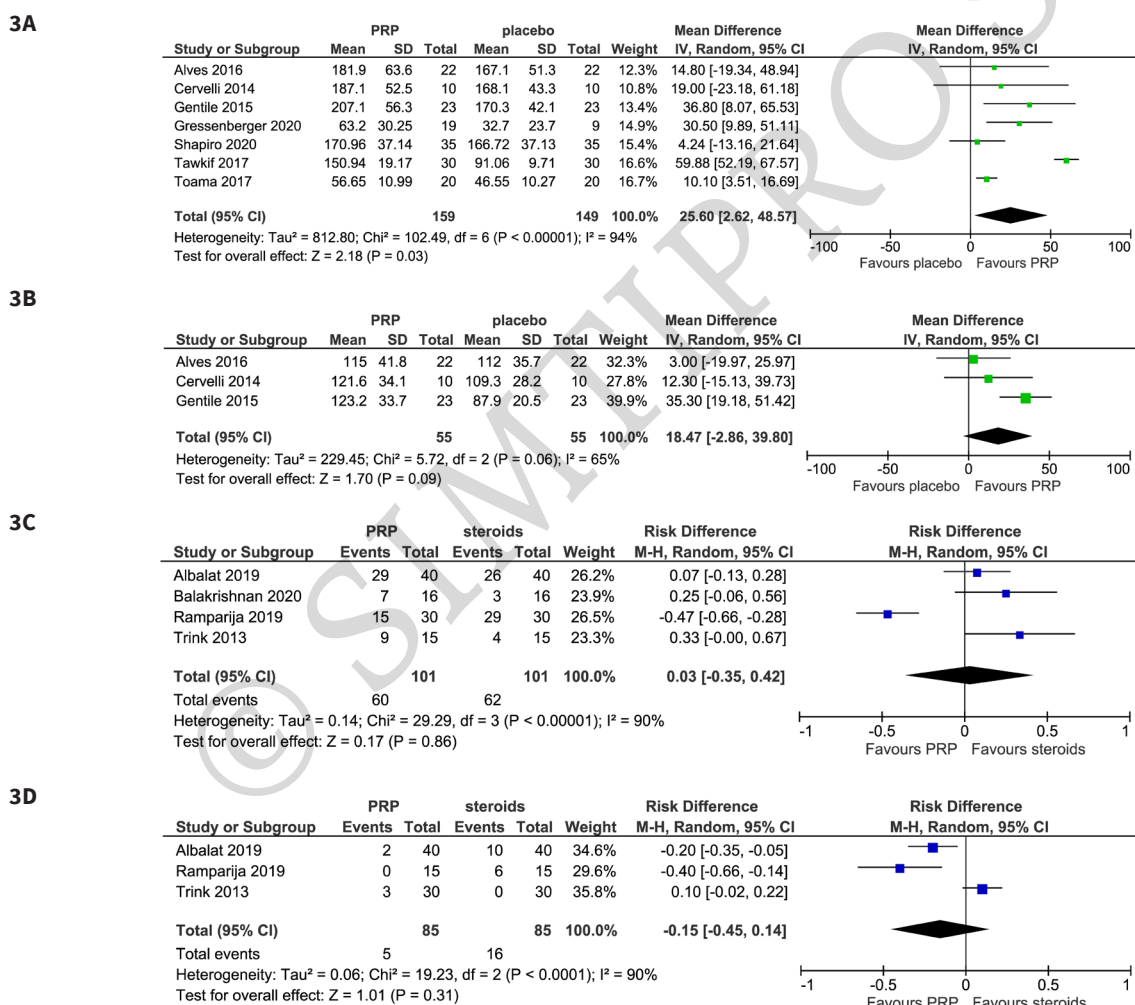 3A
PRP placebo Mean Difference Mean Difference
Study or Subgroup Mean SD Total Mean SD Total Weight IV, Random, 95% CI IV, Random, 95% CI
Alves 2016 181.9 63.6 22 167.1 51.3 22 12.3% 14.80 [-19.34, 48.94]
Cervelli 2014 187.1 52.5 10 168.1 43.3 10 10.8% 19.00 [-23.18, 61.18]
Gentile 2015 207.1 56.3 23 170.3 42.1 23 13.4% 36.80 [8.07, 65.53]
Gressenberger 2020 63.2 30.25 19 32.7 23.7 9 14.9% 30.50 [9.89, 51.11]
Shapiro 2020 170.96 37.14 35 166.72 37.13 35 15.4% 4.24 [-13.16, 21.64]
Tawkif 2017 150.94 19.17 30 91.06 9.71 30 16.6% 59.88 [52.19, 67.57]
Toama 2017 56.65 10.99 20 46.55 10.27 20 16.7% 10.10 [3.51, 16.69]
Total (95% CI) 159 149 100.0% 25.60 [2.62, 48.57]
Heterogeneity: Tau² = 812.80; Chi² = 102.49, df = 6 (P < 0.00001); I² = 94%
Test for overall effect: Z = 2.18 (P = 0.03)
-100 -50 0 50 100
Favours placebo Favours PRP
3B
PRP placebo Mean Difference Mean Difference
Study or Subgroup Mean SD Total Mean SD Total Weight IV, Random, 95% CI IV, Random, 95% CI
Alves 2016 115 41.8 22 112 35.7 22 32.3% 3.00 [-19.97, 25.97]
Cervelli 2014 121.6 34.1 10 109.3 28.2 10 27.8% 12.30 [-15.13, 39.73]
Gentile 2015 123.2 33.7 23 87.9 20.5 23 39.9% 35.30 [19.18, 51.42]
Total (95% CI) 55 55 100.0% 18.47 [-2.86, 39.80]
Heterogeneity: Tau² = 229.45; Chi² = 5.72, df = 2 (P = 0.06); I² = 65%
Test for overall effect: Z = 1.70 (P = 0.09)
-100 -50 0 50 100
Favours placebo Favours PRP
3C
PRP steroids Risk Difference Risk Difference
Study or Subgroup Events Total Events Total Weight M-H, Random, 95% CI M-H, Random, 95% CI
Albalat 2019 29 40 26 40 26.2% 0.07 [-0.13, 0.28]
Balakrishnan 2020 7 16 3 16 23.9% 0.25 [-0.06, 0.56]
Ramparija 2019 15 30 29 30 26.5% -0.47 [-0.66, -0.28]
Trink 2013 9 15 4 15 23.3% 0.33 [-0.00, 0.67]
Total (95% CI) 101 101 100.0% 0.03 [-0.35, 0.42]
Total events 60 62
Heterogeneity: Tau² = 0.14; Chi² = 29.29, df = 3 (P < 0.00001); I² = 90%
Test for overall effect: Z = 0.17 (P = 0.86)
-1 -0.5 0 0.5 1
Favours PRP Favours steroids
3D
PRP steroids Risk Difference Risk Difference
Study or Subgroup Events Total Events Total Weight M-H, Random, 95% CI M-H, Random, 95% CI
Albalat 2019 2 40 10 40 34.6% -0.20 [-0.35, -0.05]
Ramparija 2019 0 15 6 15 29.6% -0.40 [-0.66, -0.14]
Trink 2013 3 30 0 30 35.8% 0.10 [-0.02, 0.22]
Total (95% CI) 85 85 100.0% -0.15 [-0.45, 0.14]
Total events 5 16
Heterogeneity: Tau² = 0.06; Chi² = 19.23, df = 2 (P < 0.0001); I² = 90%
Test for overall effect: Z = 1.01 (P = 0.31)
-1 -0.5 0 0.5 1
Favours PRP Favours steroids
© SIMTIPRO S